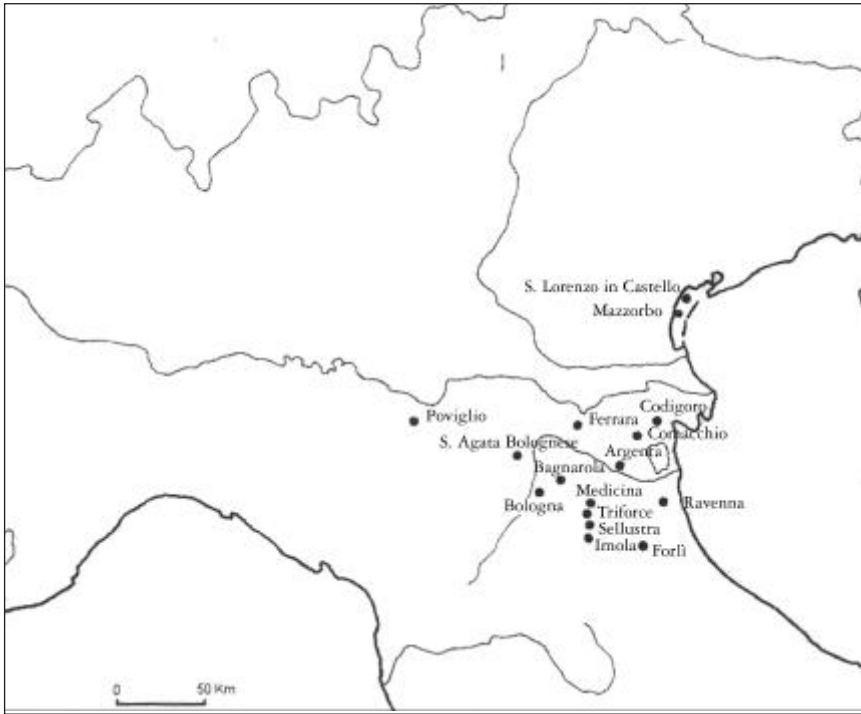 S. Lorenzo in Castello
Mazzorbo
Poviglio
Ferrara
Codigoro
S. Agata Bolognese
Comacchio
Argenta
Bagnarola
Medicina
Bologna
Triforce
Ravenna
Sellustra
Imola
Forlì
0 50 Km